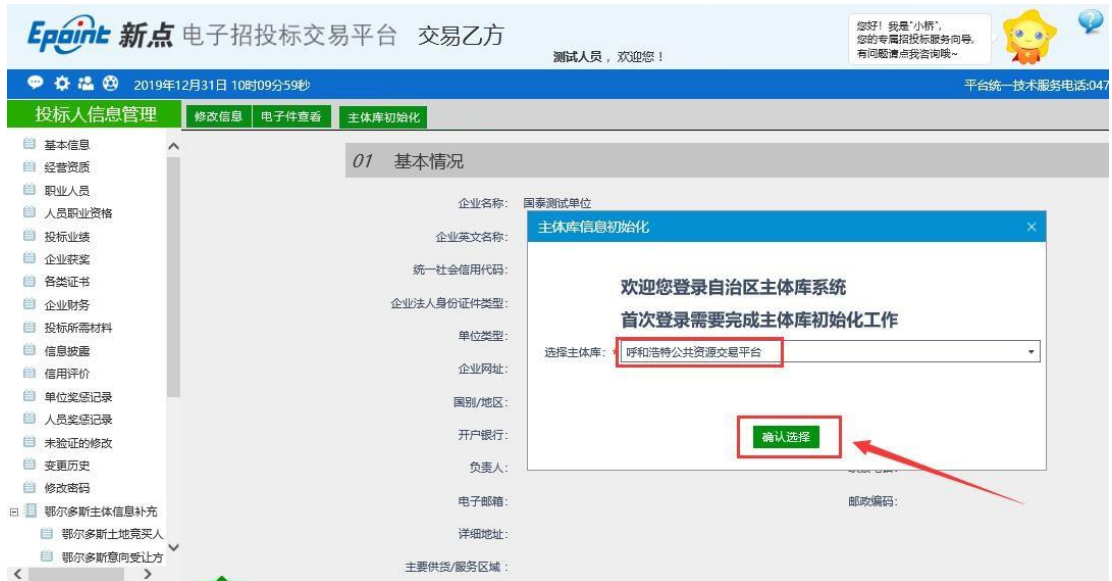 Epoint 新点 电子招投标交易平台 交易乙方
测试人员，欢迎您！
您好！我是“小桥”，
您的专属招投标服务向导，
有问题请点我咨询哦~
2019年12月31日 10时09分59秒
平台统一技术服务电话:047
投标人信息管理
修改信息 电子件查看 主体库初始化
基本信息
经营资质
职业人员
人员职业资格
投标业绩
企业获奖
各类证书
企业财务
投标所需材料
信息披露
信用评价
单位奖惩记录
人员奖惩记录
未验证的修改
变更历史
修改密码
鄂尔多斯主体信息补充
鄂尔多斯土地竞买人
鄂尔多斯意向受让方
01 基本情况
企业名称: 国泰测试单位
企业英文名称:
统一社会信用代码:
企业法人身份证件类型:
单位类型:
企业网址:
国别/地区:
开户银行:
负责人:
电子邮箱:
邮政编码:
详细地址:
主要供货/服务区域：
主体库信息初始化 ×
欢迎您登录自治区主体库系统
首次登录需要完成主体库初始化工作
选择主体库: * 呼和浩特公共资源交易平台
确认选择